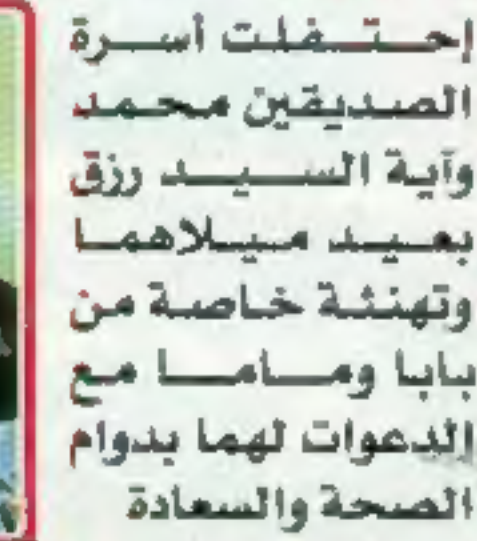 إحتفلت أسرة
الصديقين محمد
وآية السيد رزق
بعيد ميلاهما
وتهنئة خاصة من
بابا وماما مع
الدعوات لهما بدوام
الصحة والسعادة